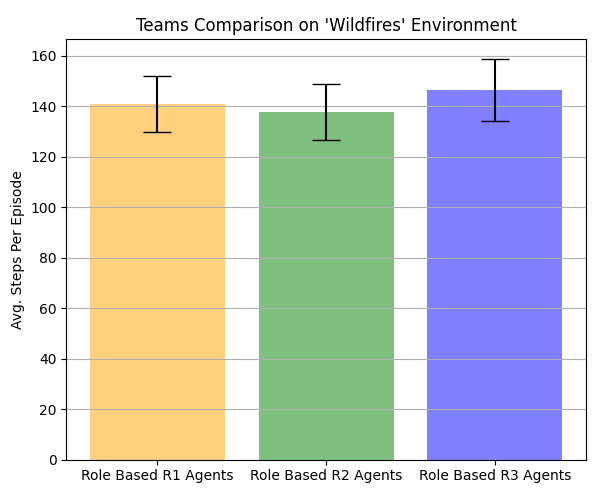 Teams Comparison on 'Wildfires' Environment
160
140
120
100
80
60
40
20
0
Avg. Steps Per Episode
Role Based R1 Agents
Role Based R2 Agents
Role Based R3 Agents